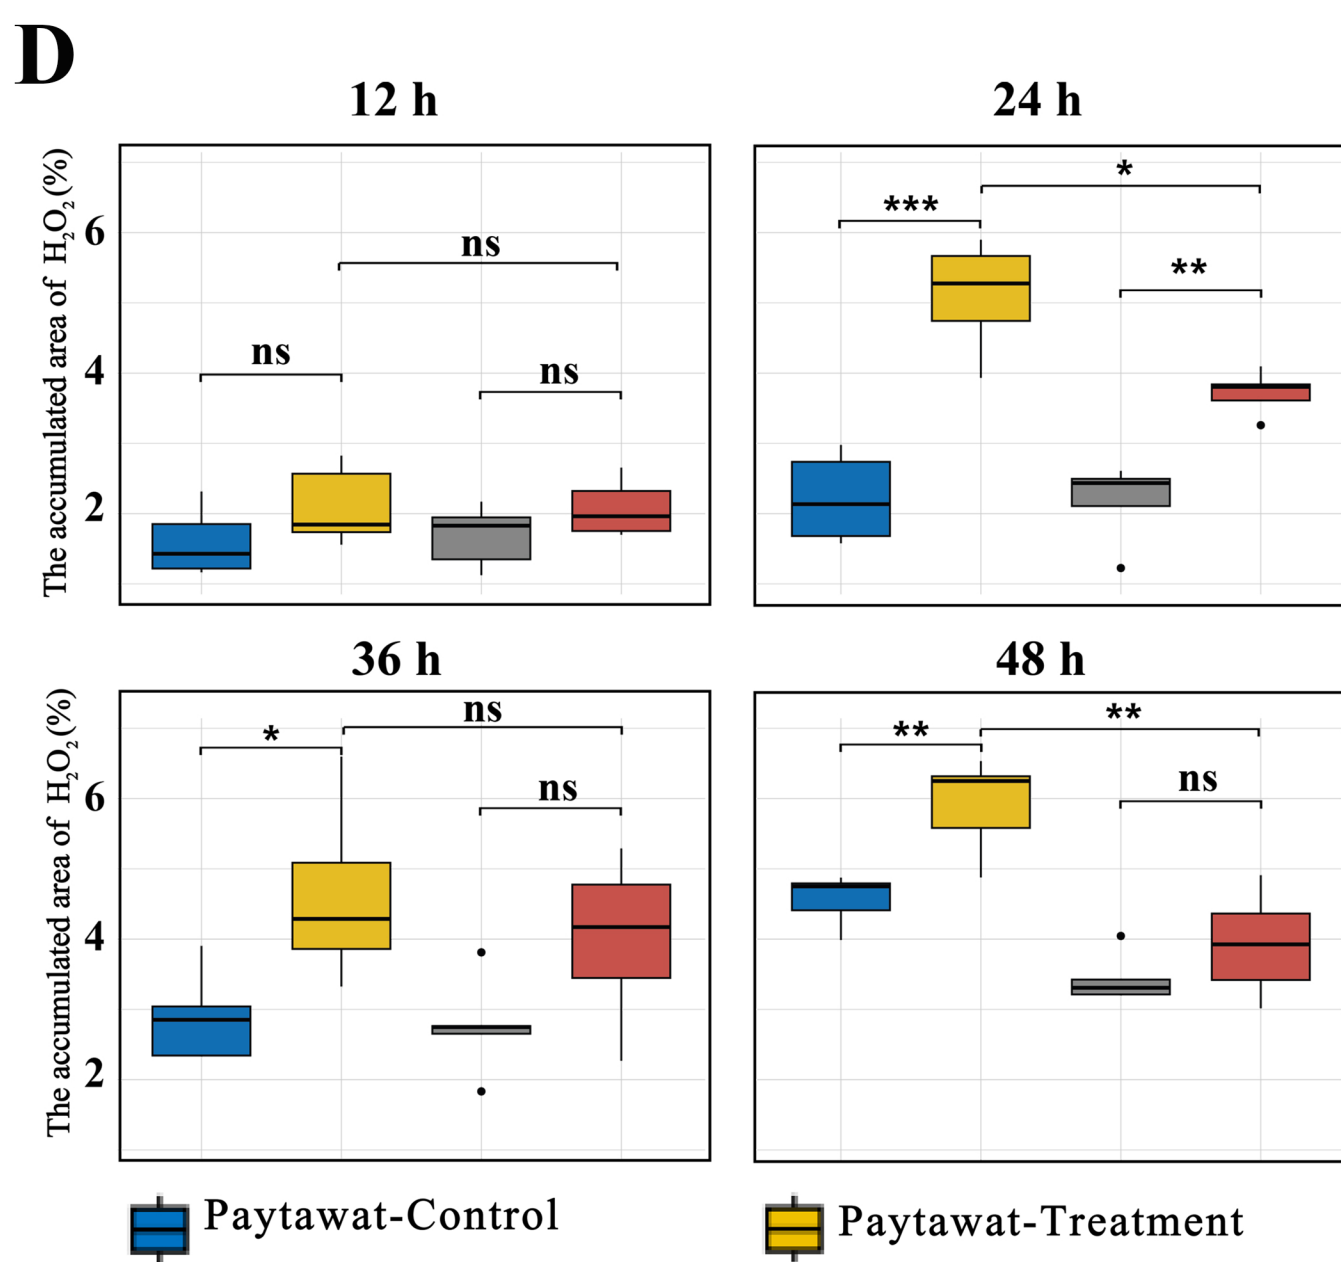 D
12 h
24 h
The accumulated area of H₂O₂(%)
6
4
2
ns
ns
ns
***
*
**
36 h
48 h
The accumulated area of H₂O₂(%)
6
4
2
*
ns
ns
**
**
ns
Paytawat-Control
Paytawat-Treatment